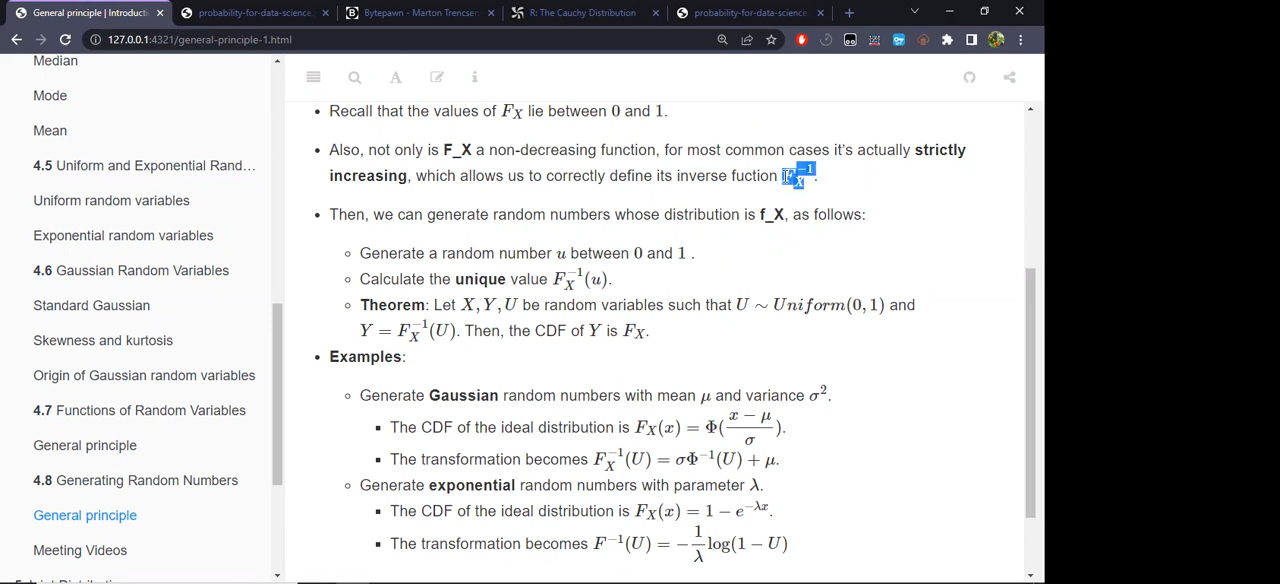 General principle | Introducti
probability-for-data-science.
Bytepawn - Marton Trencser
R: The Cauchy Distribution
probability-for-data-science.
127.0.0.1:4321/general-principle-1.html
Median
Mode
Mean
4.5 Uniform and Exponential Rand…
Uniform random variables
Exponential random variables
4.6 Gaussian Random Variables
Standard Gaussian
Skewness and kurtosis
Origin of Gaussian random variables
4.7 Functions of Random Variables
General principle
4.8 Generating Random Numbers
General principle
Meeting Videos
• Recall that the values of F_X lie between 0 and 1.
• Also, not only is F_X a non-decreasing function, for most common cases it's actually strictly
increasing, which allows us to correctly define its inverse fuction F_X^{-1}.
• Then, we can generate random numbers whose distribution is f_X, as follows:
◦ Generate a random number u between 0 and 1 .
◦ Calculate the unique value F_X^{-1}(u).
◦ Theorem: Let X, Y, U be random variables such that U ∼ Uniform(0, 1) and
Y = F_X^{-1}(U). Then, the CDF of Y is F_X.
• Examples:
◦ Generate Gaussian random numbers with mean μ and variance σ².
▪ The CDF of the ideal distribution is F_X(x) = Φ(\frac{x − μ}{σ}).
▪ The transformation becomes F_X^{-1}(U) = σΦ^{-1}(U) + μ.
◦ Generate exponential random numbers with parameter λ.
▪ The CDF of the ideal distribution is F_X(x) = 1 − e^{−λx}.
▪ The transformation becomes F^{-1}(U) = −\frac{1}{λ} log(1 − U)